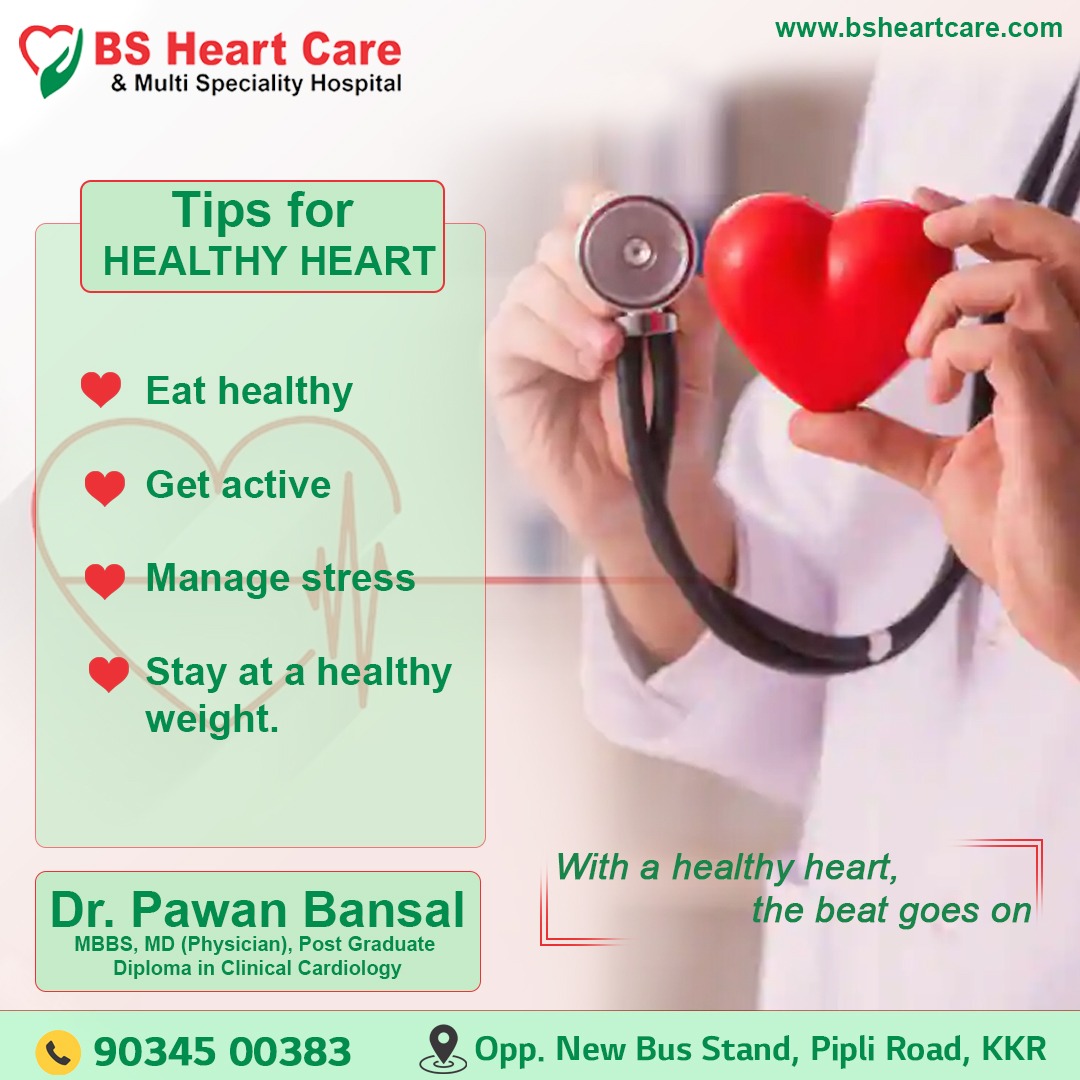 BS Heart Care
& Multi Speciality Hospital
www.bsheartcare.com
Tips for
HEALTHY HEART
Eat healthy
Get active
Manage stress
Stay at a healthy
weight.
With a healthy heart,
the beat goes on
Dr. Pawan Bansal
MBBS, MD (Physician), Post Graduate
Diploma in Clinical Cardiology
90345 00383
Opp. New Bus Stand, Pipli Road, KKR